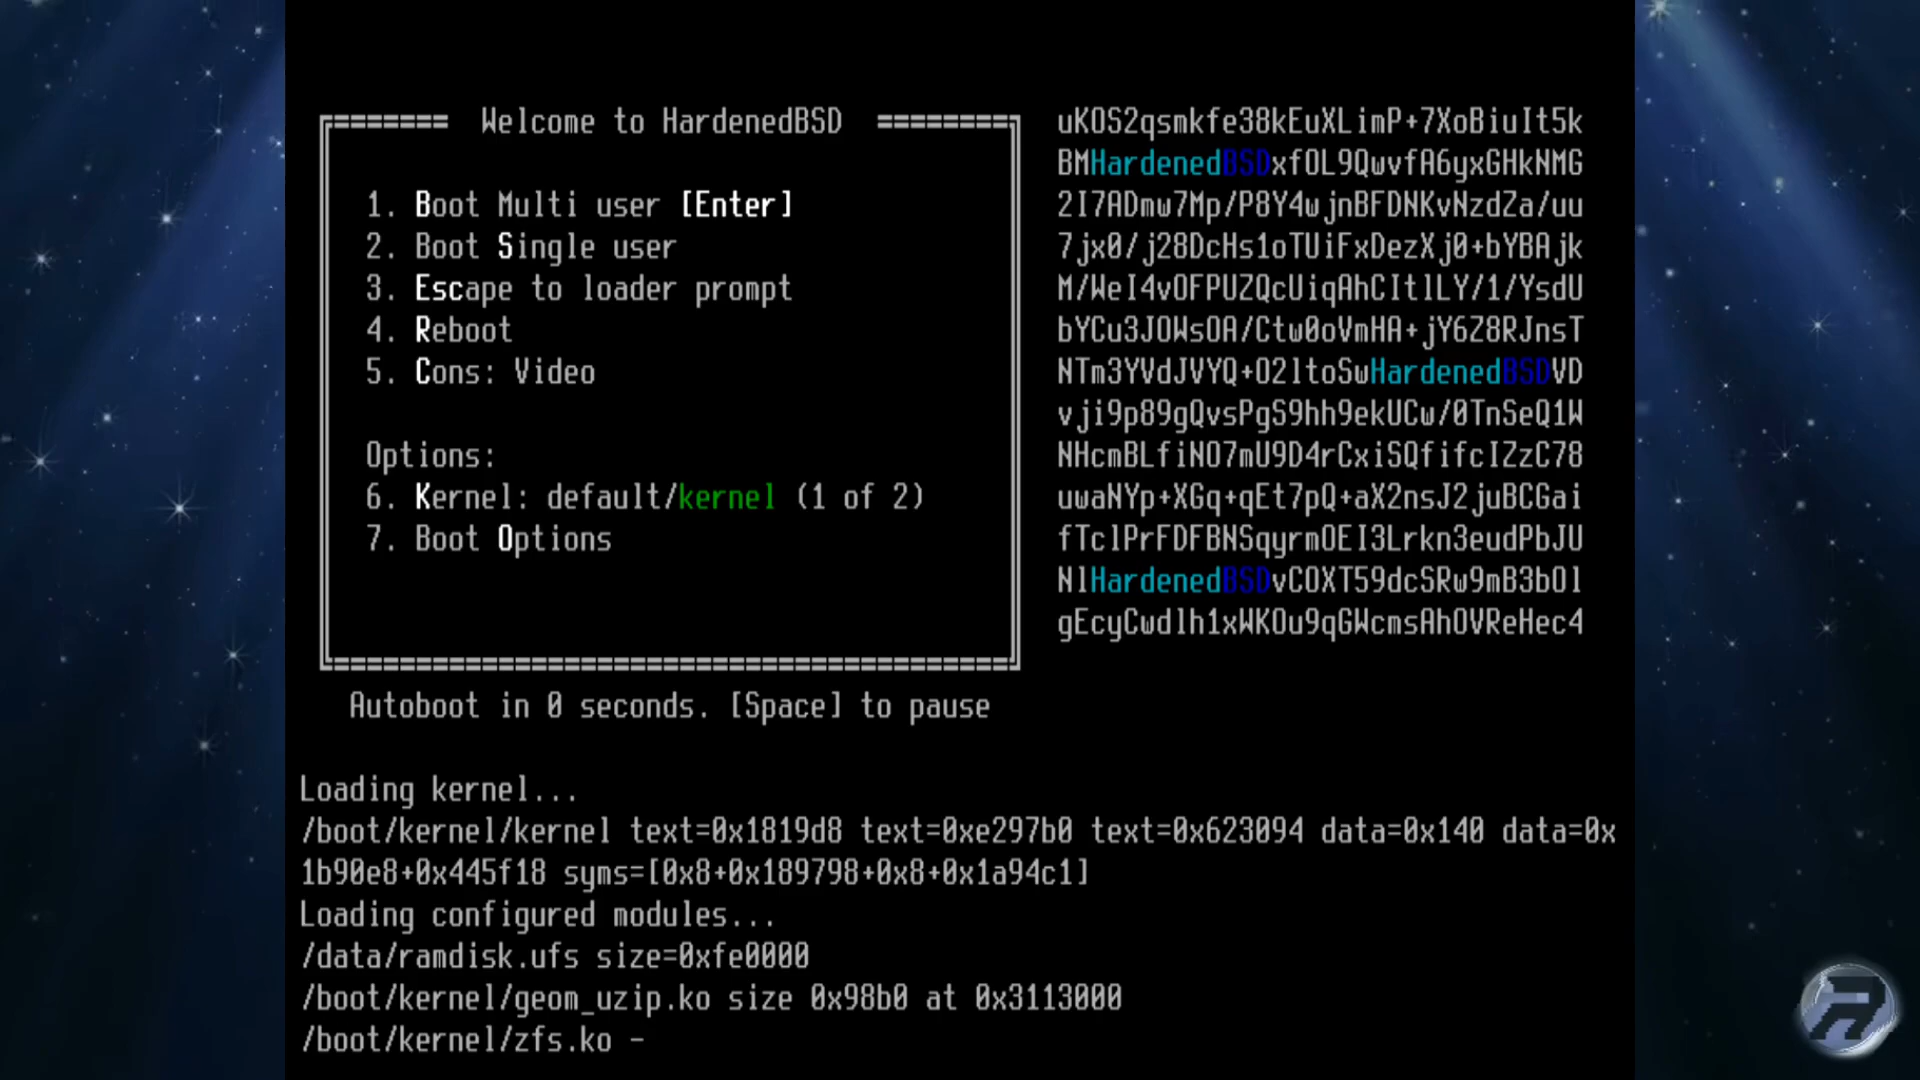 Welcome to HardenedBSD
1. Boot Multi user [Enter]
2. Boot Single user
3. Escape to loader prompt
4. Reboot
5. Cons: Video
Options:
6. Kernel: default/kernel (1 of 2)
7. Boot Options
uKOS2qsmkfe38kEuXLimP+7XoBiuIt5k
BMHardenedBSDxfOL9QwvfA6yxGHkNMG
2I7ADmw7Mp/P8Y4wjnBFDNKvNzdZa/uu
7jx0/j28DcHs1oTUiFxDezXj0+bYBAjk
M/WeI4vOFPUZQcUiqAhCItlLY/1/YsdU
bYCu3JOWsOA/Ctw0oVmHA+jY6Z8RJnsT
NTm3YVdJVYQ+O2ltoSwHardenedBSDVD
vji9p89gQvsPgS9hh9ekUCw/0TnSeQ1W
NHcmBLfiNO7mU9D4rCxiSQfifcIZzC78
uwaNYp+XGq+qEt7pQ+aX2nsJ2juBCGai
fTclPrFDFBNSqyrmOEI3Lrkn3eudPbJU
NlHardenedBSDvCOXT59dcSRw9mB3bOl
gEcyCwdlh1xWKOu9qGWcmsAhOVReHec4
Autoboot in 0 seconds. [Space] to pause
Loading kernel...
/boot/kernel/kernel text=0x1819d8 text=0xe297b0 text=0x623094 data=0x140 data=0x
1b90e8+0x445f18 syms=[0x8+0x189798+0x8+0x1a94c1]
Loading configured modules...
/data/ramdisk.ufs size=0xfe0000
/boot/kernel/geom_uzip.ko size 0x98b0 at 0x3113000
/boot/kernel/zfs.ko -